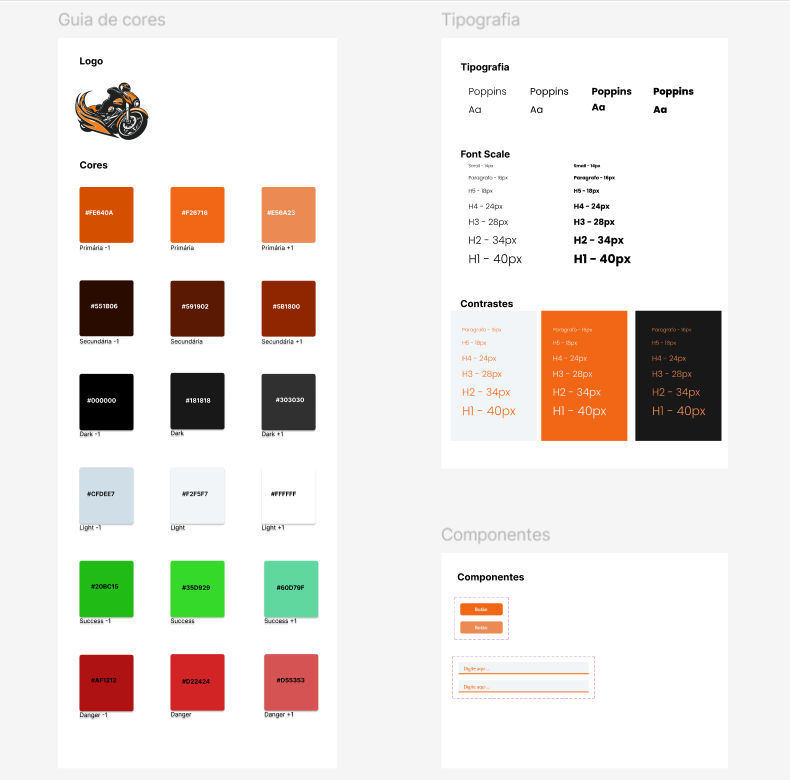 Guia de cores
Logo
Cores
#FE640A
#F26716
#E56A23
Primária -1
Primária
Primária +1
#551B06
#591902
#5B1800
Secundária -1
Secundária
Secundária +1
#000000
#181818
#303030
Dark -1
Dark
Dark +1
#CFDEE7
#F2F5F7
#FFFFFF
Light -1
Light
Light +1
#20BC15
#35D929
#60D79F
Success -1
Success
Success +1
#AF1212
#D22424
#D55353
Danger -1
Danger
Danger +1
Tipografia
Tipografia
Poppins
Poppins
Poppins
Poppins
Aa
Aa
Aa
Aa
Font Scale
Small - 14px
Small - 14px
Paragrafo - 16px
Paragrafo - 16px
H5 - 18px
H5 - 18px
H4 - 24px
H4 - 24px
H3 - 28px
H3 - 28px
H2 - 34px
H2 - 34px
H1 - 40px
H1 - 40px
Contrastes
Paragrafo - 16px
H5 - 18px
H4 - 24px
H3 - 28px
H2 - 34px
H1 - 40px
Paragrafo - 16px
H5 - 18px
H4 - 24px
H3 - 28px
H2 - 34px
H1 - 40px
Paragrafo - 16px
H5 - 18px
H4 - 24px
H3 - 28px
H2 - 34px
H1 - 40px
Componentes
Componentes
Botão
Botão
Digite aqui ...
Digite aqui ...